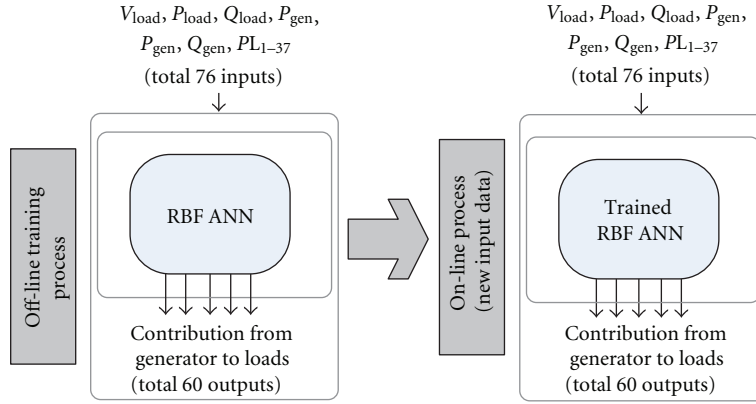 V_load, P_load, Q_load, P_gen,
P_gen, Q_gen, PL_1–37
(total 76 inputs)
Off-line training
process
RBF ANN
Contribution from
generator to loads
(total 60 outputs)
On-line process
(new input data)
V_load, P_load, Q_load, P_gen,
P_gen, Q_gen, PL_1–37
(total 76 inputs)
Trained
RBF ANN
Contribution from
generator to loads
(total 60 outputs)